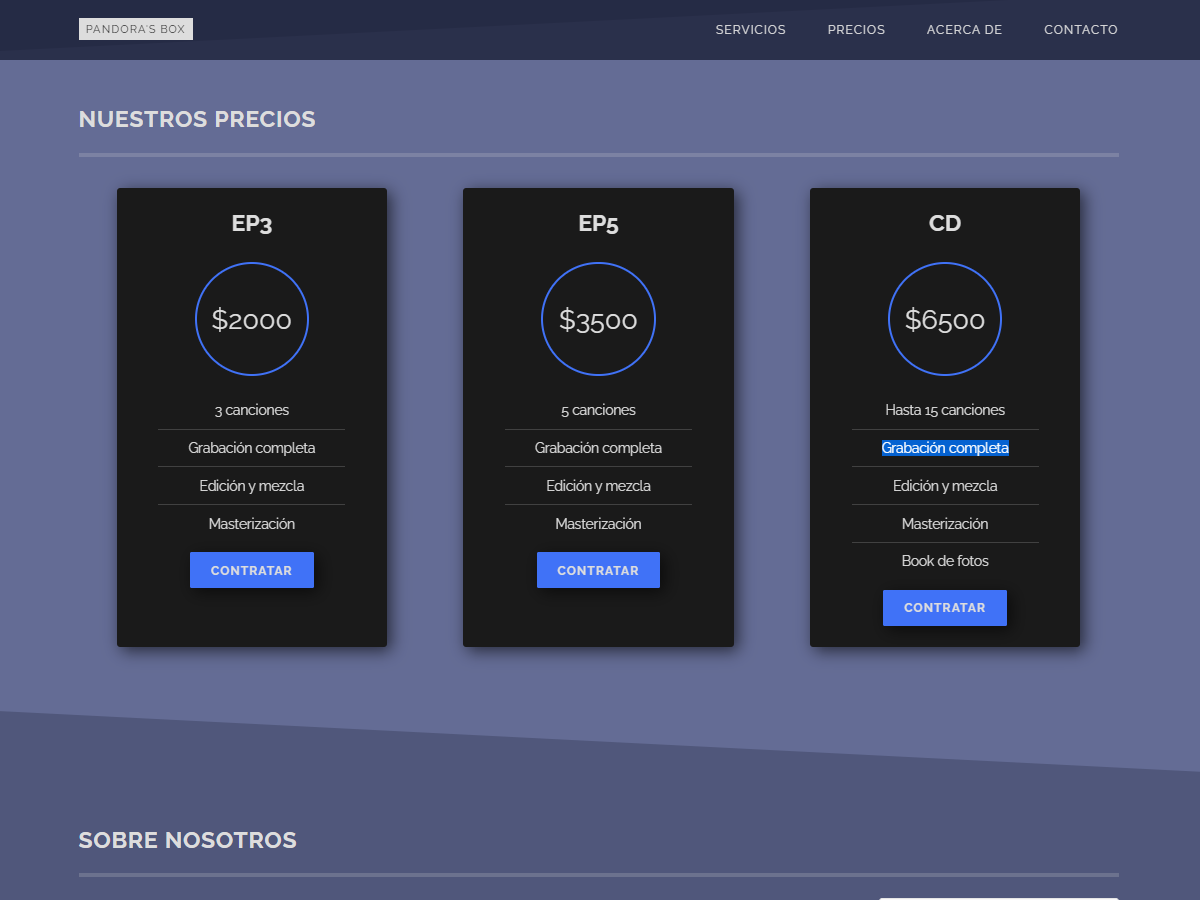 PANDORA'S BOX
SERVICIOS
PRECIOS
ACERCA DE
CONTACTO
NUESTROS PRECIOS
EP3
$2000
3 canciones
Grabación completa
Edición y mezcla
Masterización
CONTRATAR
EP5
$3500
5 canciones
Grabación completa
Edición y mezcla
Masterización
CONTRATAR
CD
$6500
Hasta 15 canciones
Grabación completa
Edición y mezcla
Masterización
Book de fotos
CONTRATAR
SOBRE NOSOTROS